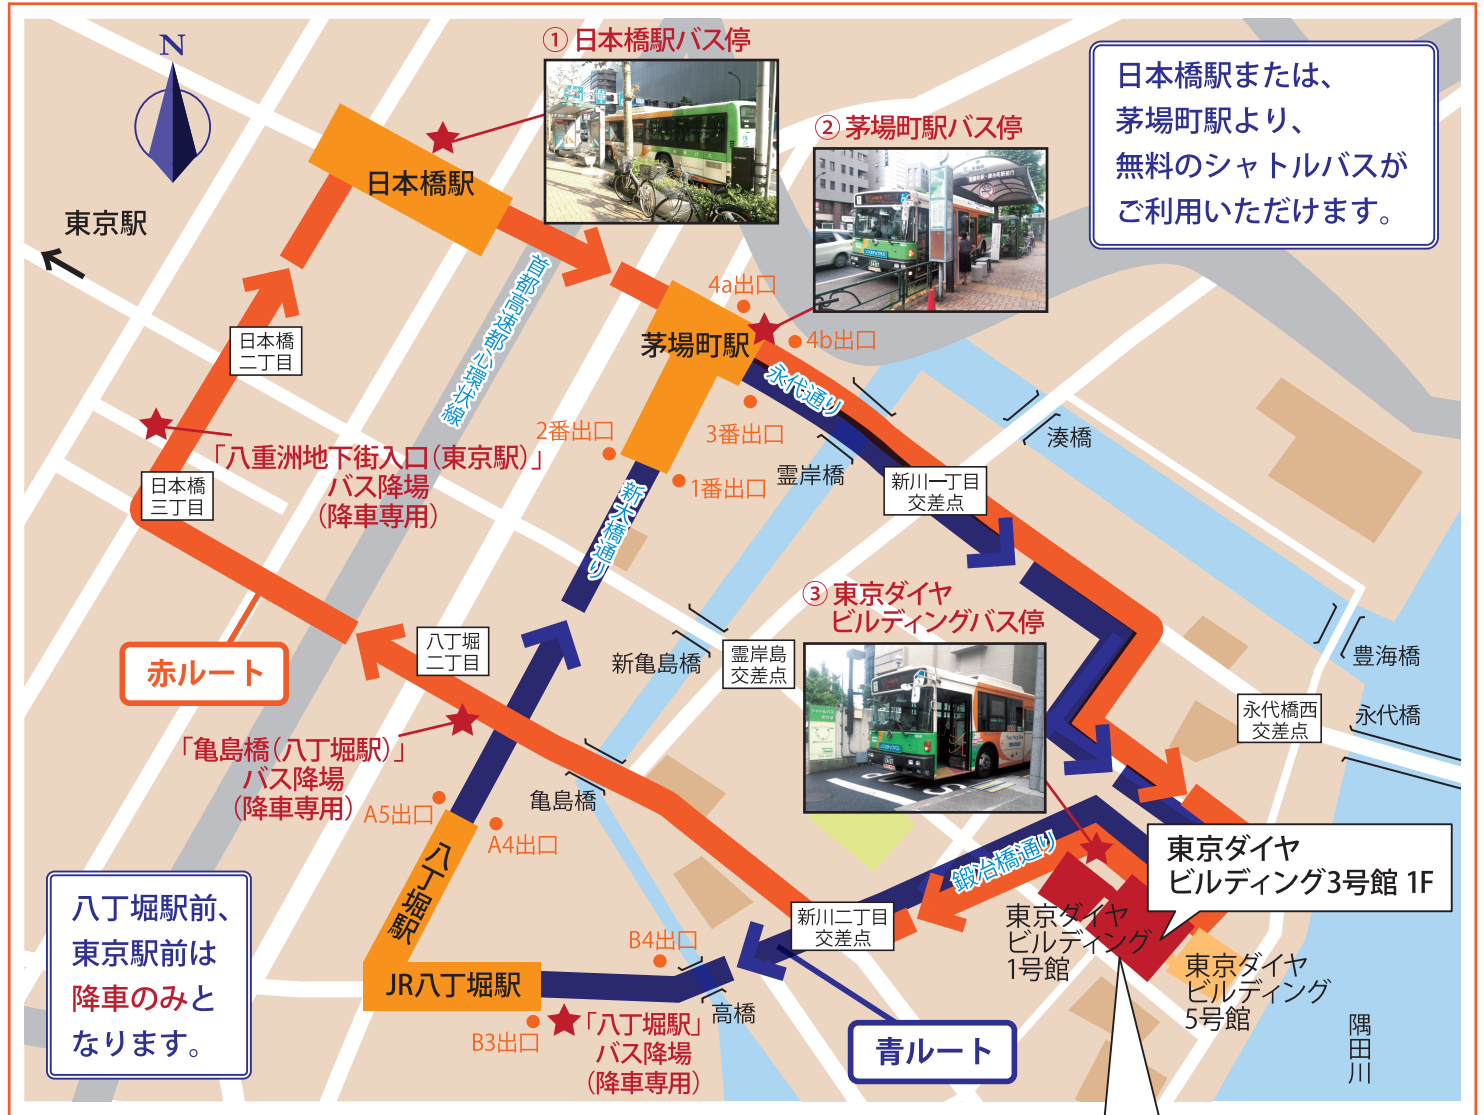 N
① 日本橋駅バス停
② 茅場町駅バス停
日本橋駅または、
茅場町駅より、
無料のシャトルバスが
ご利用いただけます。
日本橋駅
東京駅
首都高速都心環状線
4a出口
4b出口
茅場町駅
永代通り
日本橋
二丁目
2番出口
3番出口
1番出口
霊岸橋
湊橋
「八重洲地下街入口（東京駅）」
バス降場
（降車専用）
日本橋
三丁目
新大橋通り
新川一丁目
交差点
③ 東京ダイヤ
ビルディングバス停
赤ルート
八丁堀
二丁目
新亀島橋
霊岸島
交差点
豊海橋
永代橋西
交差点
永代橋
「亀島橋（八丁堀駅）」
バス降場
（降車専用）
亀島橋
A5出口
A4出口
八丁堀駅
鍛冶橋通り
東京ダイヤ
ビルディング3号館 1F
八丁堀駅前、
東京駅前は
降車のみと
なります。
新川二丁目
交差点
東京ダイヤ
ビルディング
1号館
東京ダイヤ
ビルディング
5号館
B4出口
JR八丁堀駅
高橋
B3出口
「八丁堀駅」
バス降場
（降車専用）
青ルート
隅田川